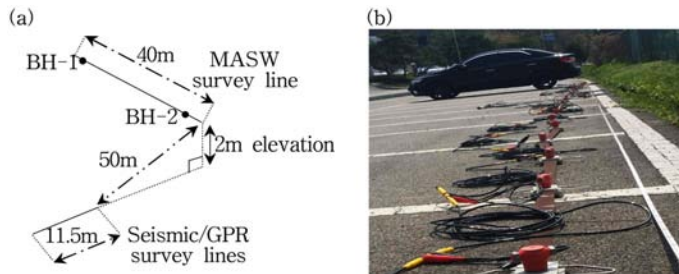 (a)
40m
BH-1
MASW
survey line
BH-2
2m elevation
50m
11.5m
Seismic/GPR
survey lines
(b)